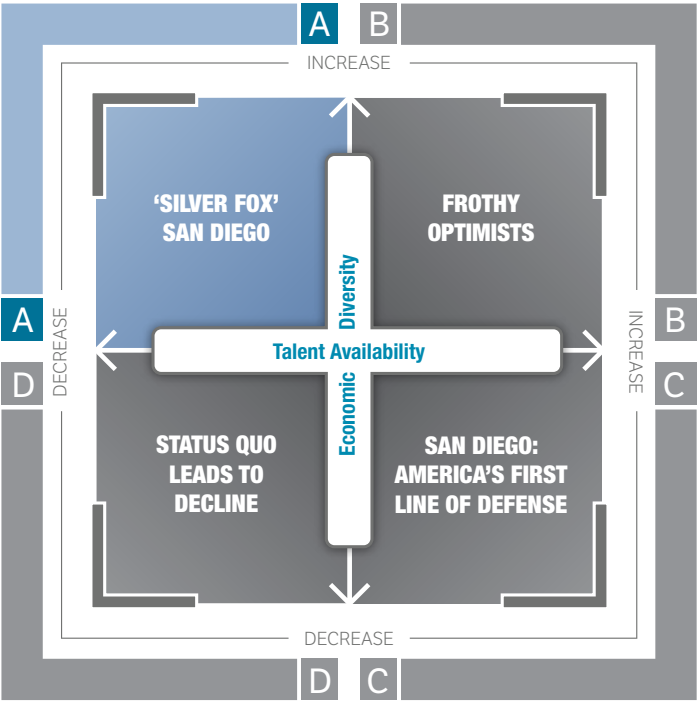 A B
INCREASE
‘SILVER FOX’
SAN DIEGO
FROTHY
OPTIMISTS
Economic Diversity
Talent Availability
A
DECREASE
D
INCREASE
B
C
STATUS QUO
LEADS TO
DECLINE
SAN DIEGO:
AMERICA’S FIRST
LINE OF DEFENSE
DECREASE
D C